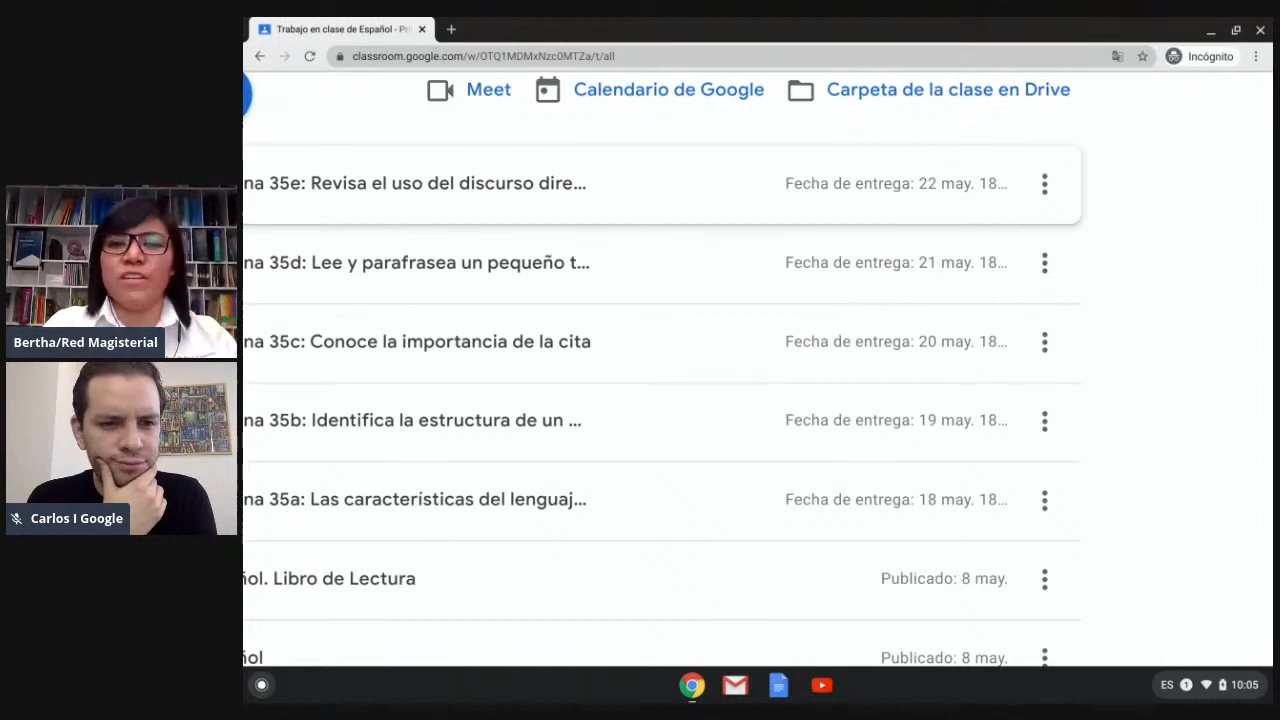 Trabajo en clase de Español - Pri
classroom.google.com/w/OTQ1MDMxNzc0MTZa/t/all
Incógnito
Meet
Calendario de Google
Carpeta de la clase en Drive
na 35e: Revisa el uso del discurso dire...
Fecha de entrega: 22 may. 18...
na 35d: Lee y parafrasea un pequeño t...
Fecha de entrega: 21 may. 18...
na 35c: Conoce la importancia de la cita
Fecha de entrega: 20 may. 18...
na 35b: Identifica la estructura de un ...
Fecha de entrega: 19 may. 18...
na 35a: Las características del lenguaj...
Fecha de entrega: 18 may. 18...
ñol. Libro de Lectura
Publicado: 8 may.
ñol
Publicado: 8 may.
Bertha/Red Magisterial
Carlos I Google
ES 1 10:05